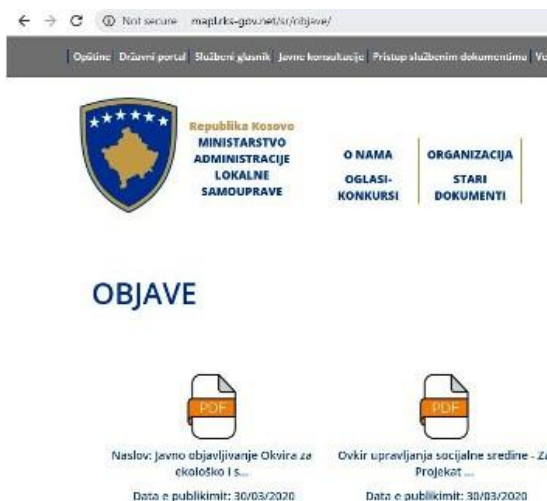 Not secure mapl.rks-gov.net/sr/objave/
Opštine Državni portal Službeni glasnik Javne konsultacije Pristup službenim dokumentima
Republika Kosovo
MINISTARSTVO
ADMINISTRACIJE
LOKALNE
SAMOUPRAVE
O NAMA
OGLASI-
KONKURSI
ORGANIZACIJA
STARI
DOKUMENTI
OBJAVE
PDF
Naslov: Javno objavljivanje Okvira za
ekološko i s...
Data e publikimit: 30/03/2020
PDF
Ovkir upravljanja socijalne sredine - Za
Projekat ...
Data e publikimit: 30/03/2020